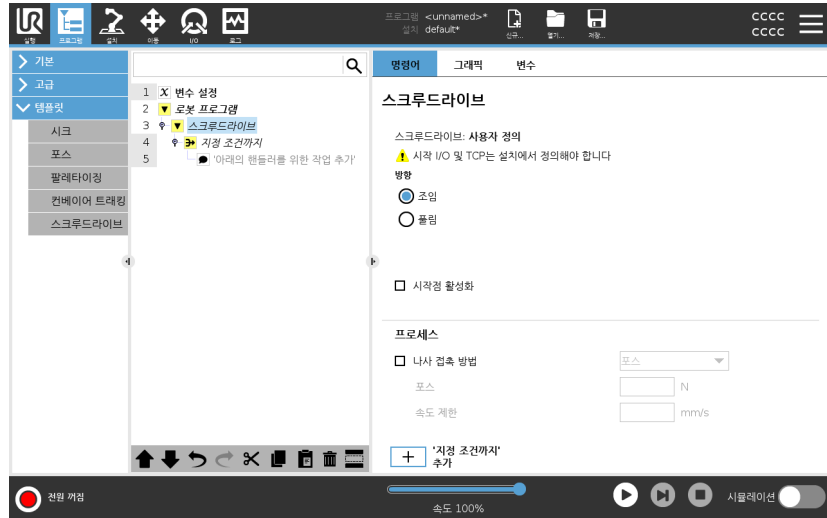 UR
실행
프로그램
설치
이동
I/O
로그
프로그램 <unnamed>*
설치 default*
신규...
열기...
저장...
CCCC
CCCC
기본
고급
템플릿
시크
포스
팔레타이징
컨베이어 트래킹
스크루드라이브
1 X 변수 설정
2 로봇 프로그램
3 스크루드라이브
4 지정 조건까지
5 '아래의 핸들러를 위한 작업 추가'
명령어
그래픽
변수
스크루드라이브
스크루드라이브: 사용자 정의
시작 I/O 및 TCP는 설치에서 정의해야 합니다
방향
조임
풀림
시작점 활성화
프로세스
나사 접촉 방법
포스
포스
N
속도 제한
mm/s
'지정 조건까지'
추가
전원 꺼짐
속도 100%
시뮬레이션